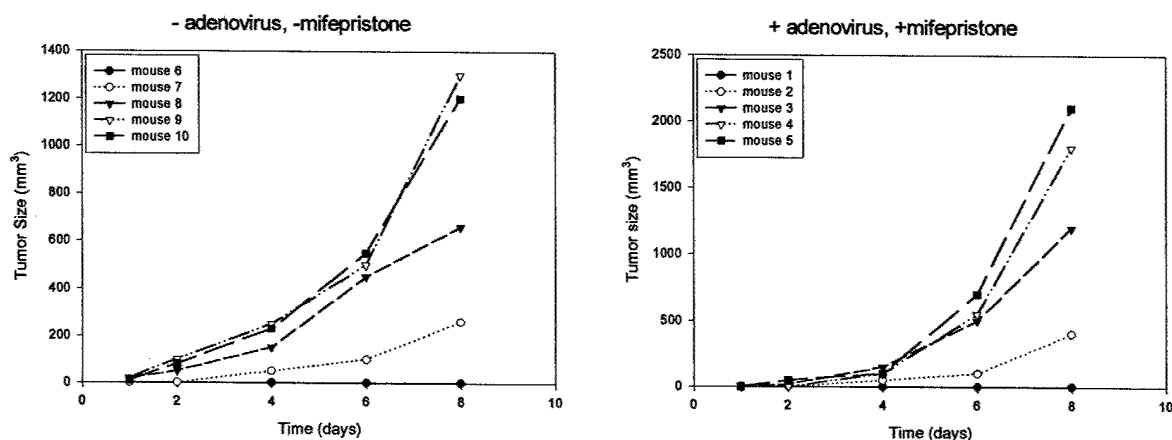 - adenovirus, -mifepristone
1400
1200
1000
800
600
400
200
0
mouse 6
mouse 7
mouse 8
mouse 9
mouse 10
Tumor Size (mm³)
0 2 4 6 8 10
Time (days)
+ adenovirus, +mifepristone
2500
2000
1500
1000
500
0
mouse 1
mouse 2
mouse 3
mouse 4
mouse 5
Tumor size (mm³)
0 2 4 6 8 10
Time (days)